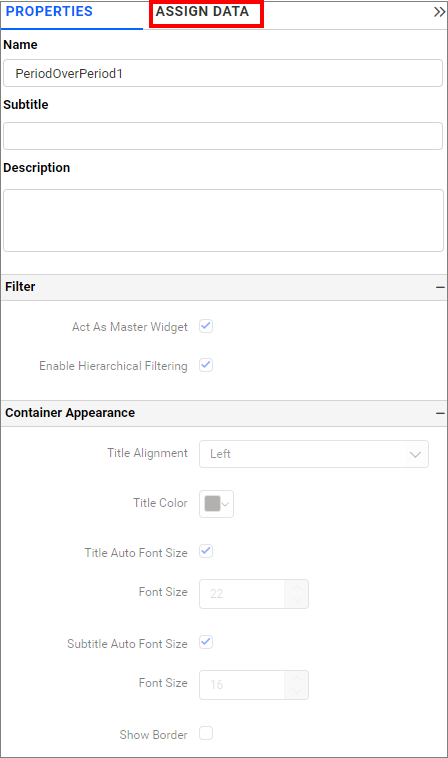 PROPERTIES ASSIGN DATA
Name
PeriodOverPeriod1
Subtitle
Description
Filter
Act As Master Widget
Enable Hierarchical Filtering
Container Appearance
Title Alignment Left
Title Color
Title Auto Font Size
Font Size 22
Subtitle Auto Font Size
Font Size 16
Show Border